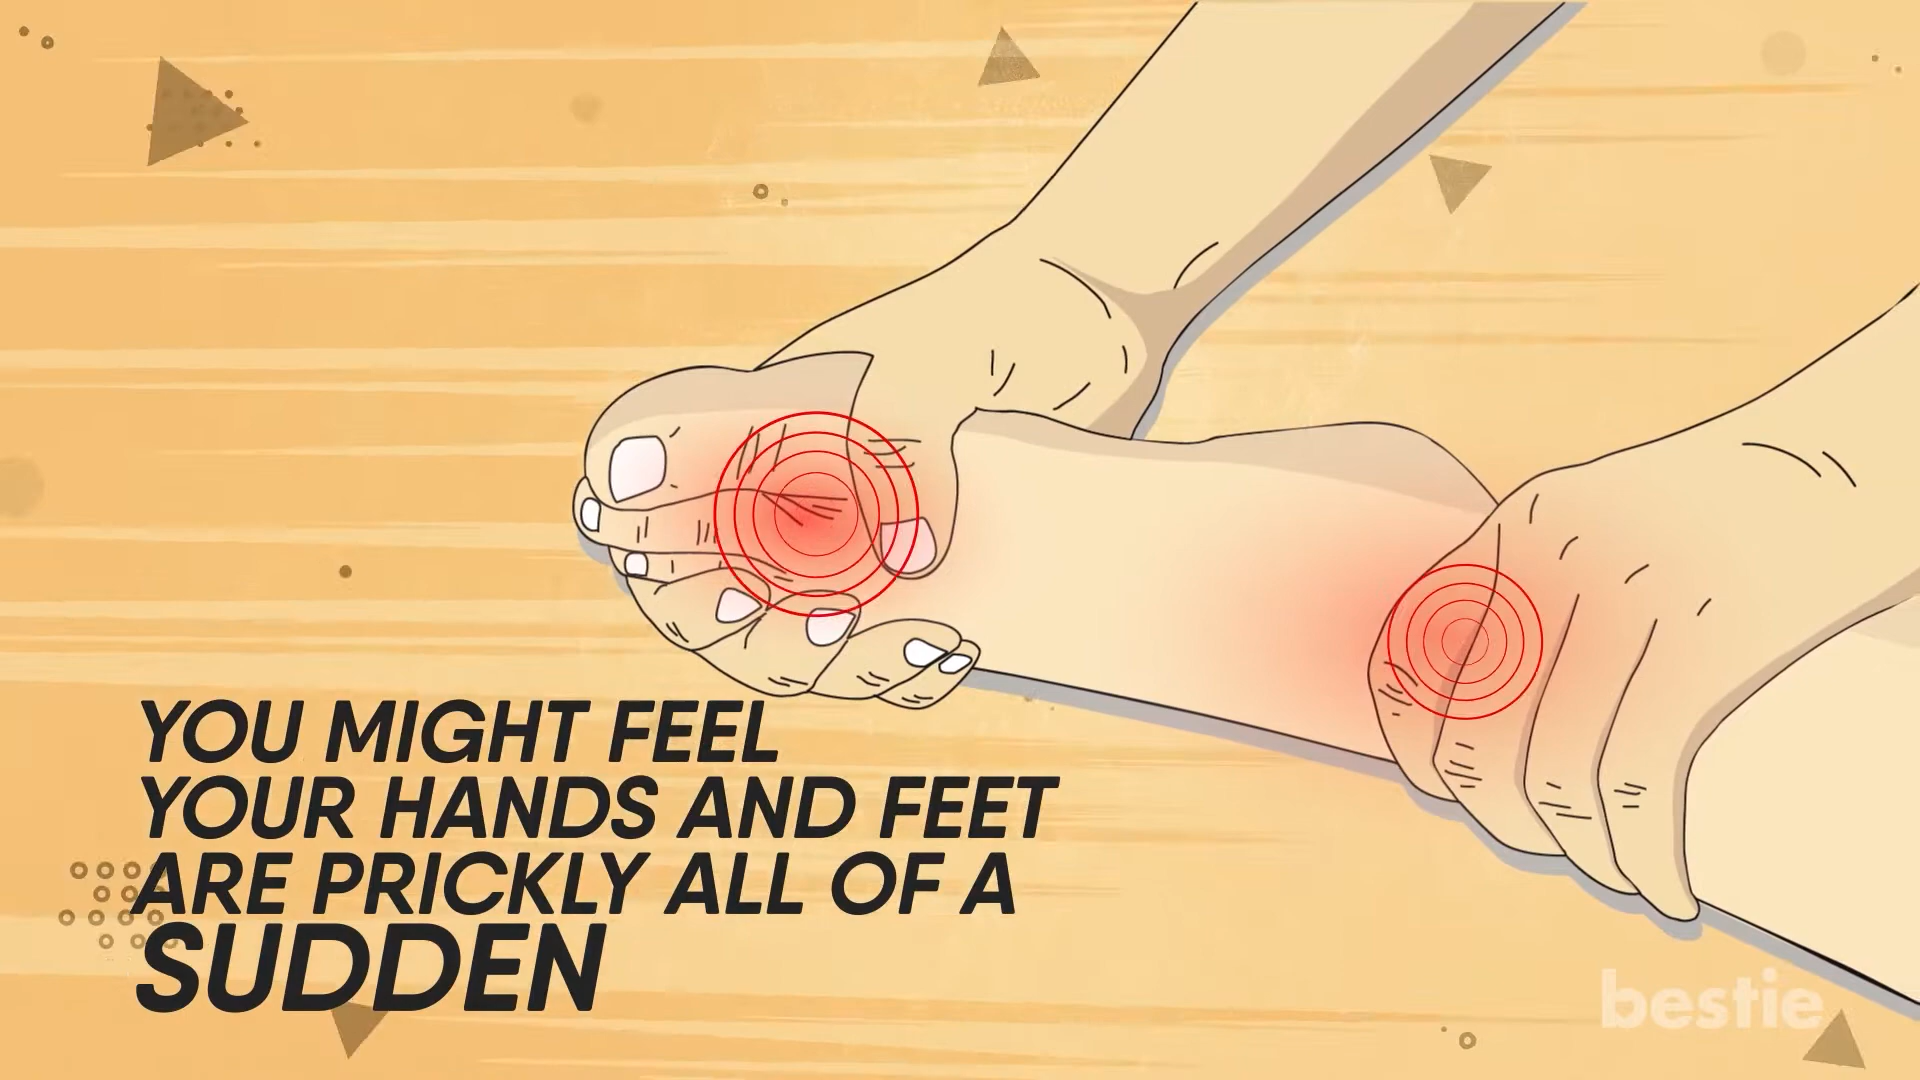 YOU MIGHT FEEL
YOUR HANDS AND FEET
ARE PRICKLY ALL OF A
SUDDEN
bestie